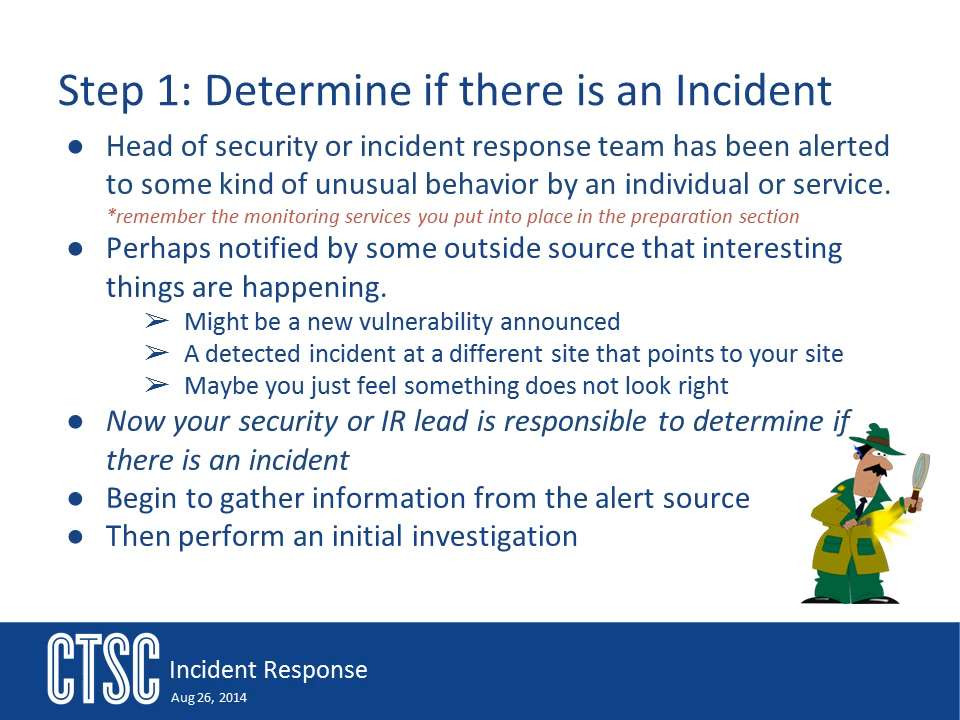 Step 1: Determine if there is an Incident
● Head of security or incident response team has been alerted
to some kind of unusual behavior by an individual or service.
*remember the monitoring services you put into place in the preparation section
● Perhaps notified by some outside source that interesting
things are happening.
➢ Might be a new vulnerability announced
➢ A detected incident at a different site that points to your site
➢ Maybe you just feel something does not look right
● Now your security or IR lead is responsible to determine if
there is an incident
● Begin to gather information from the alert source
● Then perform an initial investigation
CTSC
Incident Response
Aug 26, 2014